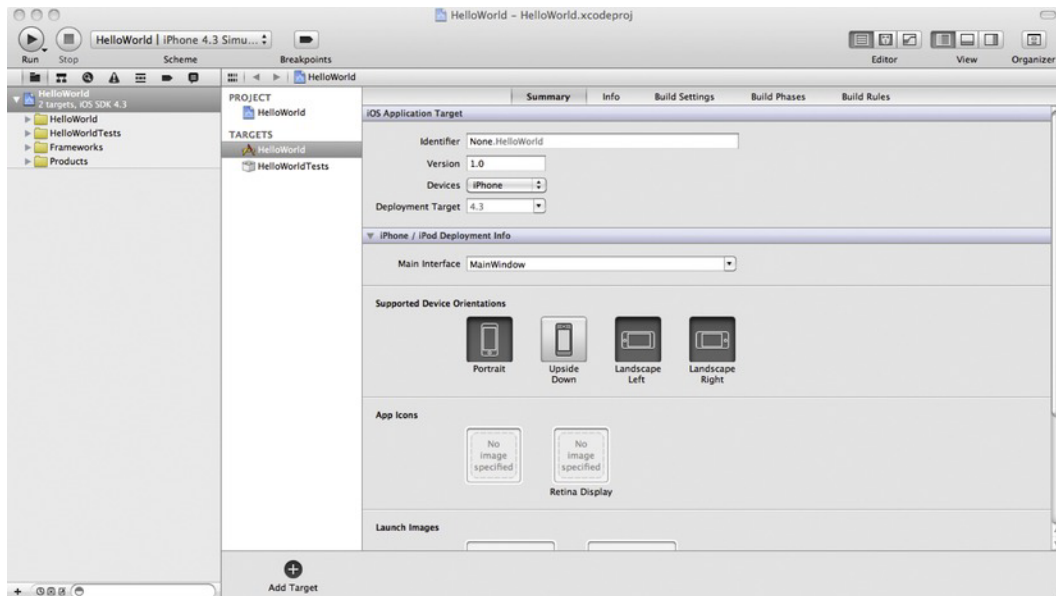 HelloWorld – HelloWorld.xcodeproj
HelloWorld | iPhone 4.3 Simu...
Run Stop Scheme Breakpoints Editor View Organizer
HelloWorld
HelloWorld
2 targets, iOS SDK 4.3
HelloWorld
HelloWorldTests
Frameworks
Products
PROJECT
HelloWorld
TARGETS
HelloWorld
HelloWorldTests
Summary Info Build Settings Build Phases Build Rules
iOS Application Target
Identifier None.HelloWorld
Version 1.0
Devices iPhone
Deployment Target 4.3
iPhone / iPod Deployment Info
Main Interface MainWindow
Supported Device Orientations
Portrait
Upside
Down
Landscape
Left
Landscape
Right
App Icons
No
image
specified
No
image
specified
Retina Display
Launch Images
Add Target